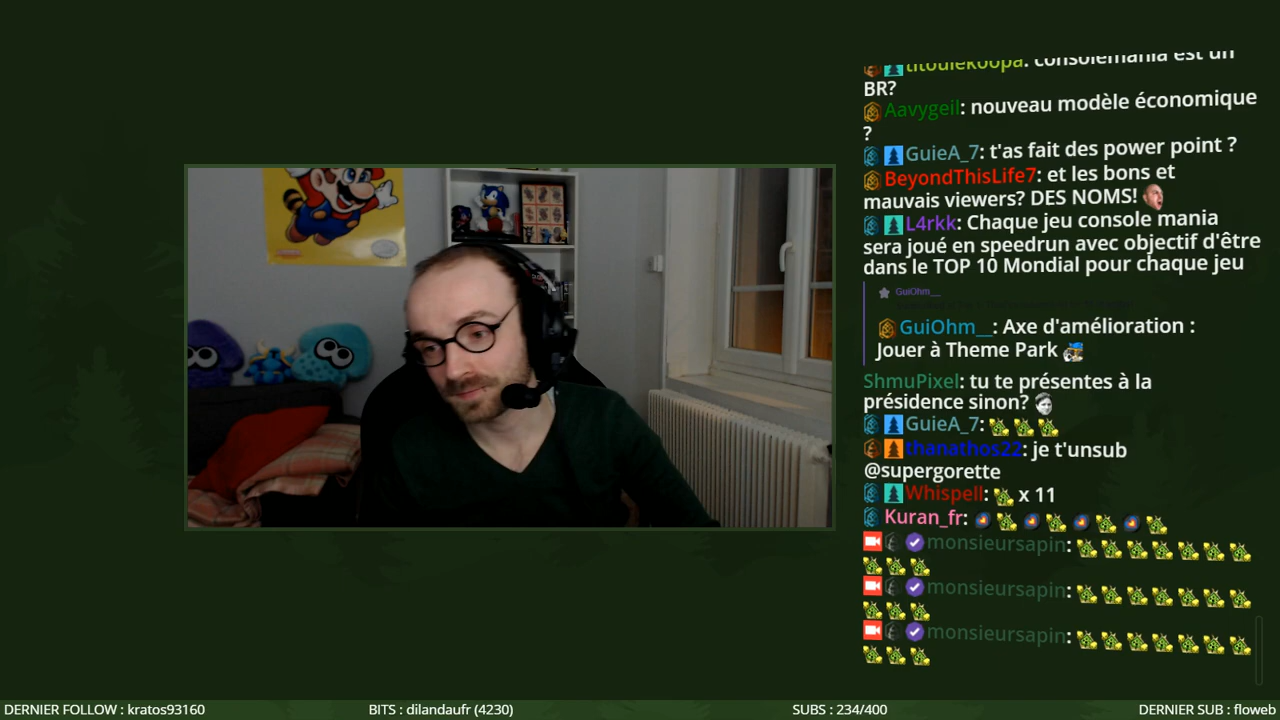 titoulekoopa: consolemania est un
BR?
Aavygeil: nouveau modèle économique
?
GuieA_7: t'as fait des power point ?
BeyondThisLife7: et les bons et
mauvais viewers? DES NOMS!
L4rkk: Chaque jeu console mania
sera joué en speedrun avec objectif d'être
dans le TOP 10 Mondial pour chaque jeu
GuiOhm__
GuiOhm__: Axe d'amélioration :
Jouer à Theme Park
ShmuPixel: tu te présentes à la
présidence sinon?
GuieA_7:
thanathos22: je t'unsub
@supergorette
Whispell: x 11
Kuran_fr:
monsieursapin:
monsieursapin:
monsieursapin:
DERNIER FOLLOW : kratos93160
BITS : dilandaufr (4230)
SUBS : 234/400
DERNIER SUB : floweb